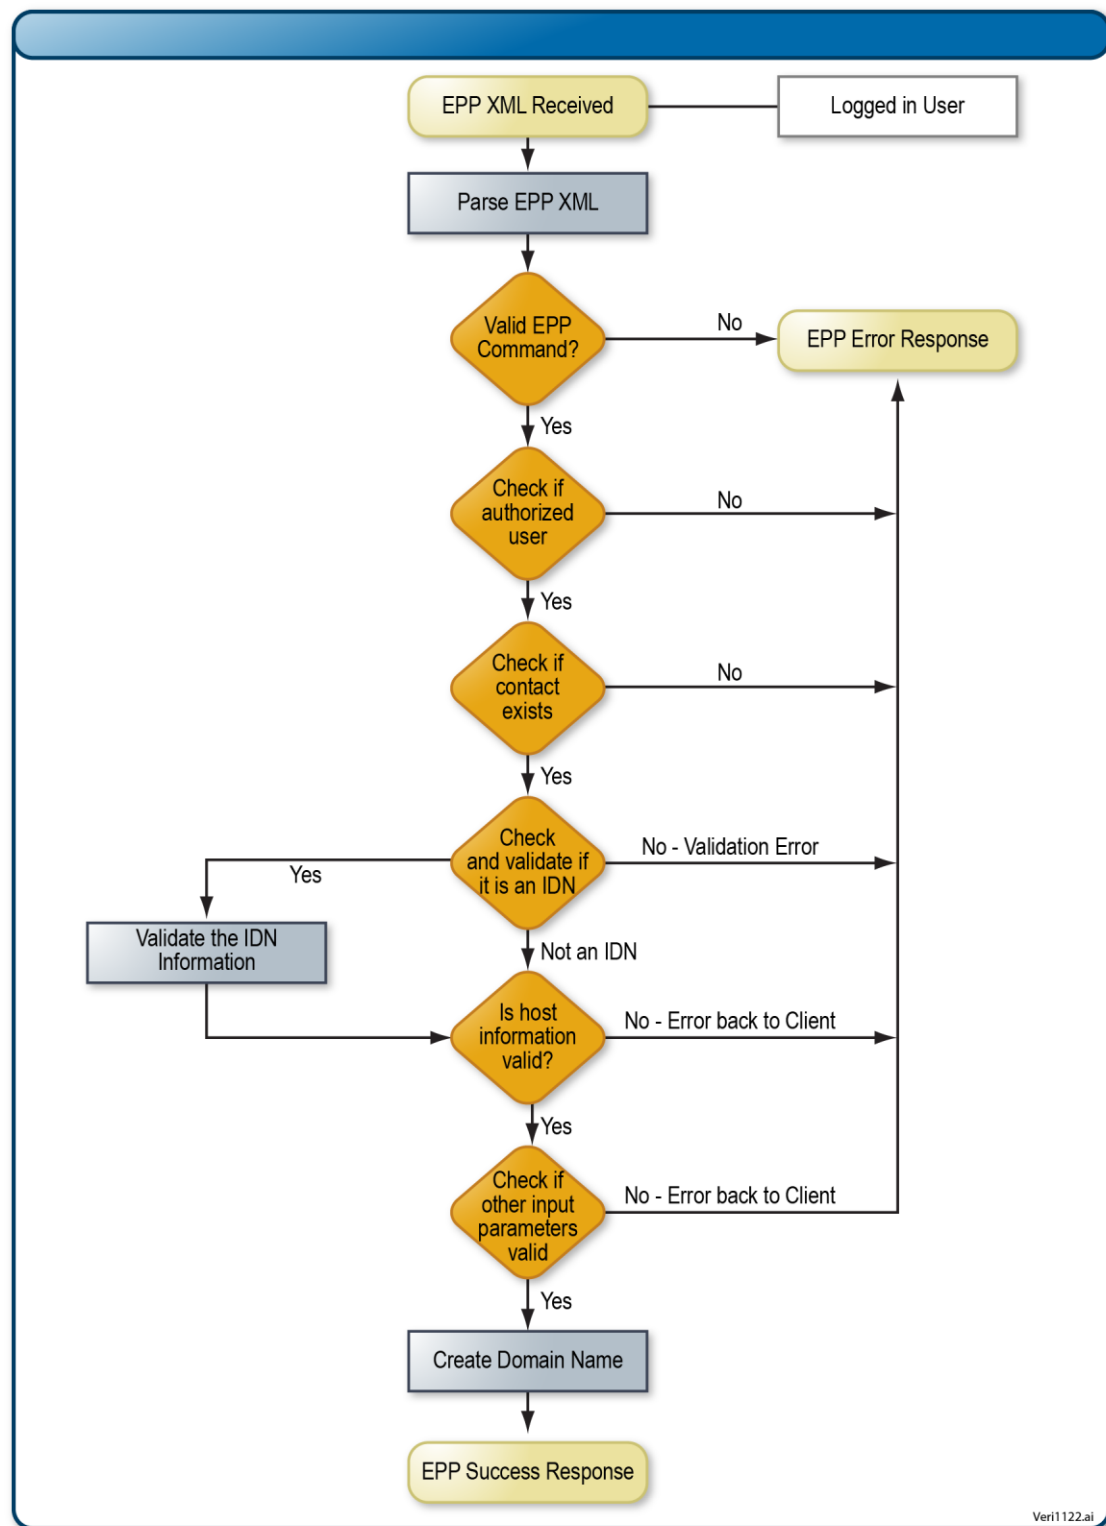 EPP XML Received
Logged in User
Parse EPP XML
Valid EPP
Command?
No
EPP Error Response
Yes
Check if
authorized
user
No
Yes
Check if
contact
exists
No
Yes
Check
and validate if
it is an IDN
No - Validation Error
Yes
Validate the IDN
Information
Not an IDN
Is host
information
valid?
No - Error back to Client
Yes
Check if
other input
parameters
valid
No - Error back to Client
Yes
Create Domain Name
EPP Success Response
Veri1122.ai